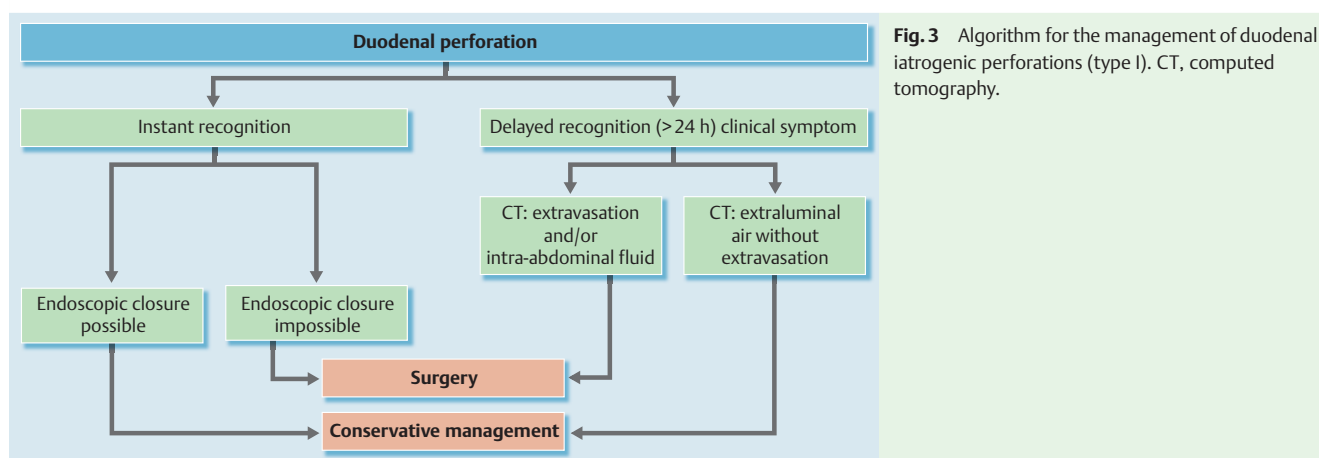 Duodenal perforation
Instant recognition
Delayed recognition (>24 h) clinical symptom
CT: extravasation
and/or
intra-abdominal fluid
CT: extraluminal
air without
extravasation
Endoscopic closure
possible
Endoscopic closure
impossible
Surgery
Conservative management
Fig. 3 Algorithm for the management of duodenal
iatrogenic perforations (type I). CT, computed
tomography.